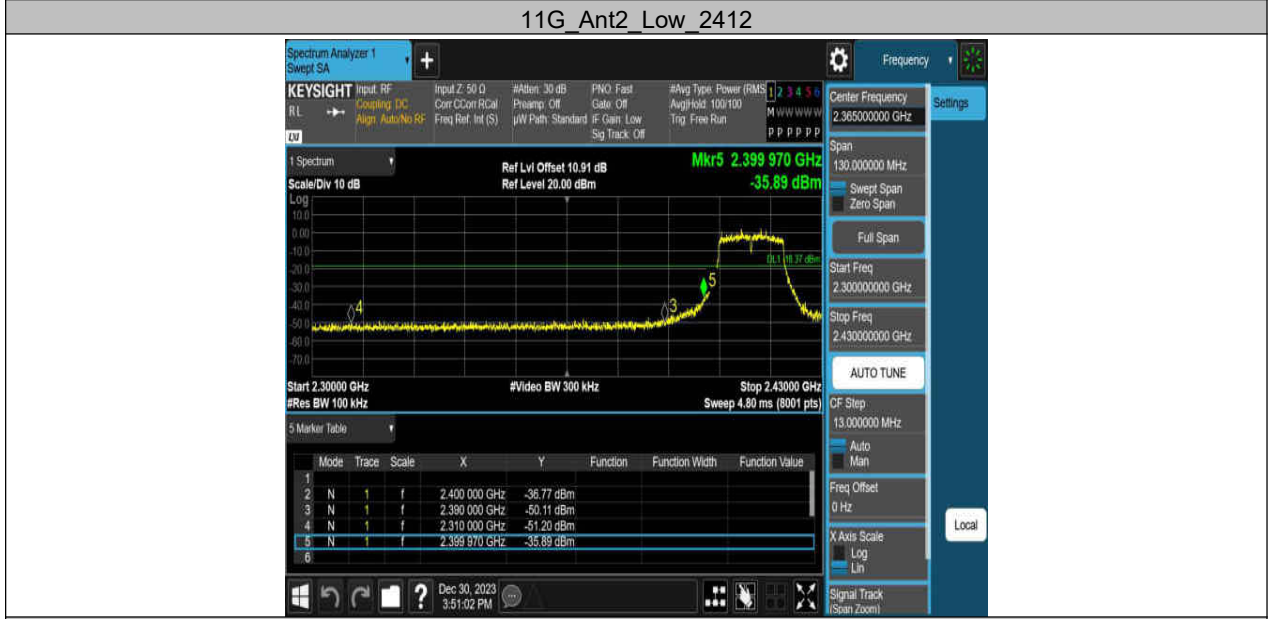 11G_Ant2_Low_2412
Spectrum Analyzer 1
Swept SA
+
Frequency
KEYSIGHT Input: RF Input Z: 50 Ω #Atten: 30 dB PNO: Fast #Avg Type: Power (RMS 1 2 3 4 5 6
RL Coupling: DC Corr CCorr RCal Preamp: Off Gate: Off Avg|Hold: 100/100 M W W W W W
Align: Auto/No RF Freq Ref: Int (S) µW Path: Standard IF Gain: Low Trig: Free Run
LXI Sig Track: Off P P P P P P
Center Frequency
2.365000000 GHz
Settings
1 Spectrum
Ref Lvl Offset 10.91 dB
Mkr5 2.399 970 GHz
Scale/Div 10 dB
Ref Level 20.00 dBm
-35.89 dBm
Span
130.000000 MHz
Swept Span
Zero Span
Full Span
Log
10.0
0.00
-10.0
-20.0
-30.0
-40.0
-50.0
-60.0
-70.0
DL1 -18.37 dBm
4
3
5
Start Freq
2.300000000 GHz
Stop Freq
2.430000000 GHz
AUTO TUNE
Start 2.30000 GHz #Video BW 300 kHz Stop 2.43000 GHz
#Res BW 100 kHz Sweep 4.80 ms (8001 pts)
CF Step
13.000000 MHz
Auto
Man
5 Marker Table
Mode Trace Scale X Y Function Function Width Function Value
1
2 N 1 f 2.400 000 GHz -36.77 dBm
3 N 1 f 2.390 000 GHz -50.11 dBm
4 N 1 f 2.310 000 GHz -51.20 dBm
5 N 1 f 2.399 970 GHz -35.89 dBm
6
Freq Offset
0 Hz
X Axis Scale
Log
Lin
Local
Signal Track
(Span Zoom)
?
Dec 30, 2023
3:51:02 PM